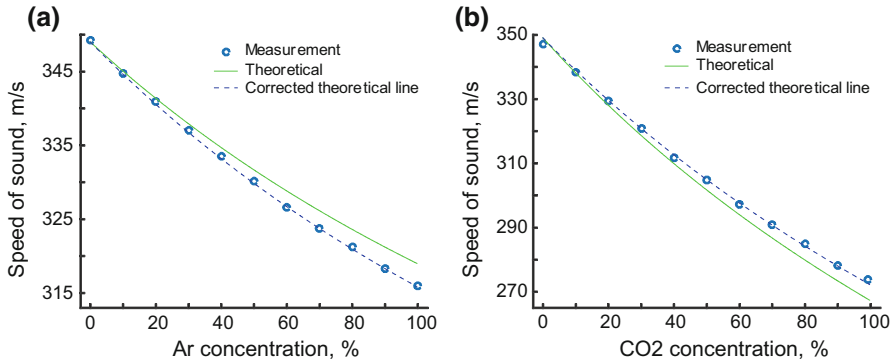 (a)
Speed of sound, m/s
345
335
325
315
Measurement
Theoretical
Corrected theoretical line
0 20 40 60 80 100
Ar concentration, %
(b)
Speed of sound, m/s
350
330
310
290
270
Measurement
Theoretical
Corrected theoretical line
0 20 40 60 80 100
CO2 concentration, %